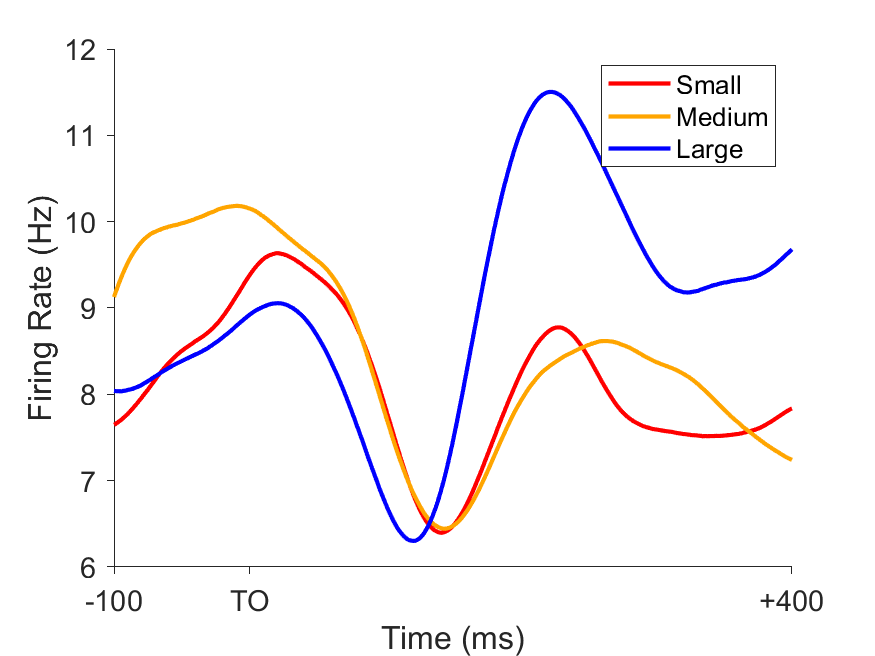 12
11
10
9
8
7
6
Firing Rate (Hz)
Small
Medium
Large
-100 TO +400
Time (ms)